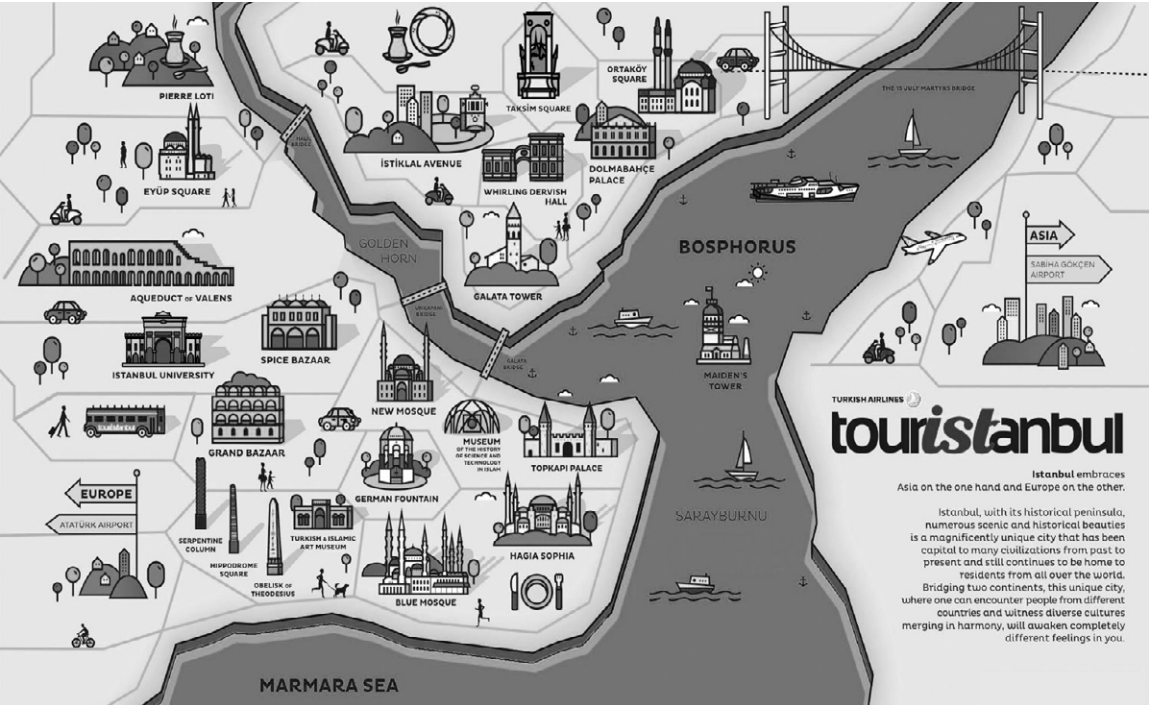 PIERRE LOTI
TAKSİM SQUARE
ORTAKÖY
SQUARE
THE 15 JULY MARTYRS BRIDGE
HALIÇ
BRIDGE
İSTİKLAL AVENUE
DOLMABAHÇE
PALACE
EYÜP SQUARE
WHIRLING DERVISH
HALL
GOLDEN
HORN
BOSPHORUS
ASIA
SABIHA GÖKÇEN
AIRPORT
AQUEDUCT OF VALENS
GALATA TOWER
UNKAPANI
BRIDGE
SPICE BAZAAR
GALATA
BRIDGE
ISTANBUL UNIVERSITY
MAIDEN'S
TOWER
NEW MOSQUE
TURKISH AIRLINES
touristanbul
GRAND BAZAAR
MUSEUM
OF THE HISTORY
OF SCIENCE AND
TECHNOLOGY
IN ISLAM
TOPKAPI PALACE
EUROPE
ATATÜRK AIRPORT
GERMAN FOUNTAIN
Istanbul embraces
Asia on the one hand and Europe on the other.
SARAYBURNU
SERPENTINE
COLUMN
TURKISH & ISLAMIC
ART MUSEUM
HAGIA SOPHIA
HIPPODROME
SQUARE
OBELISK OF
THEODESIUS
BLUE MOSQUE
Istanbul, with its historical peninsula,
numerous scenic and historical beauties
is a magnificently unique city that has been
capital to many civilizations from past to
present and still continues to be home to
residents from all over the world.
Bridging two continents, this unique city,
where one can encounter people from different
countries and witness diverse cultures
merging in harmony, will awaken completely
different feelings in you.
MARMARA SEA